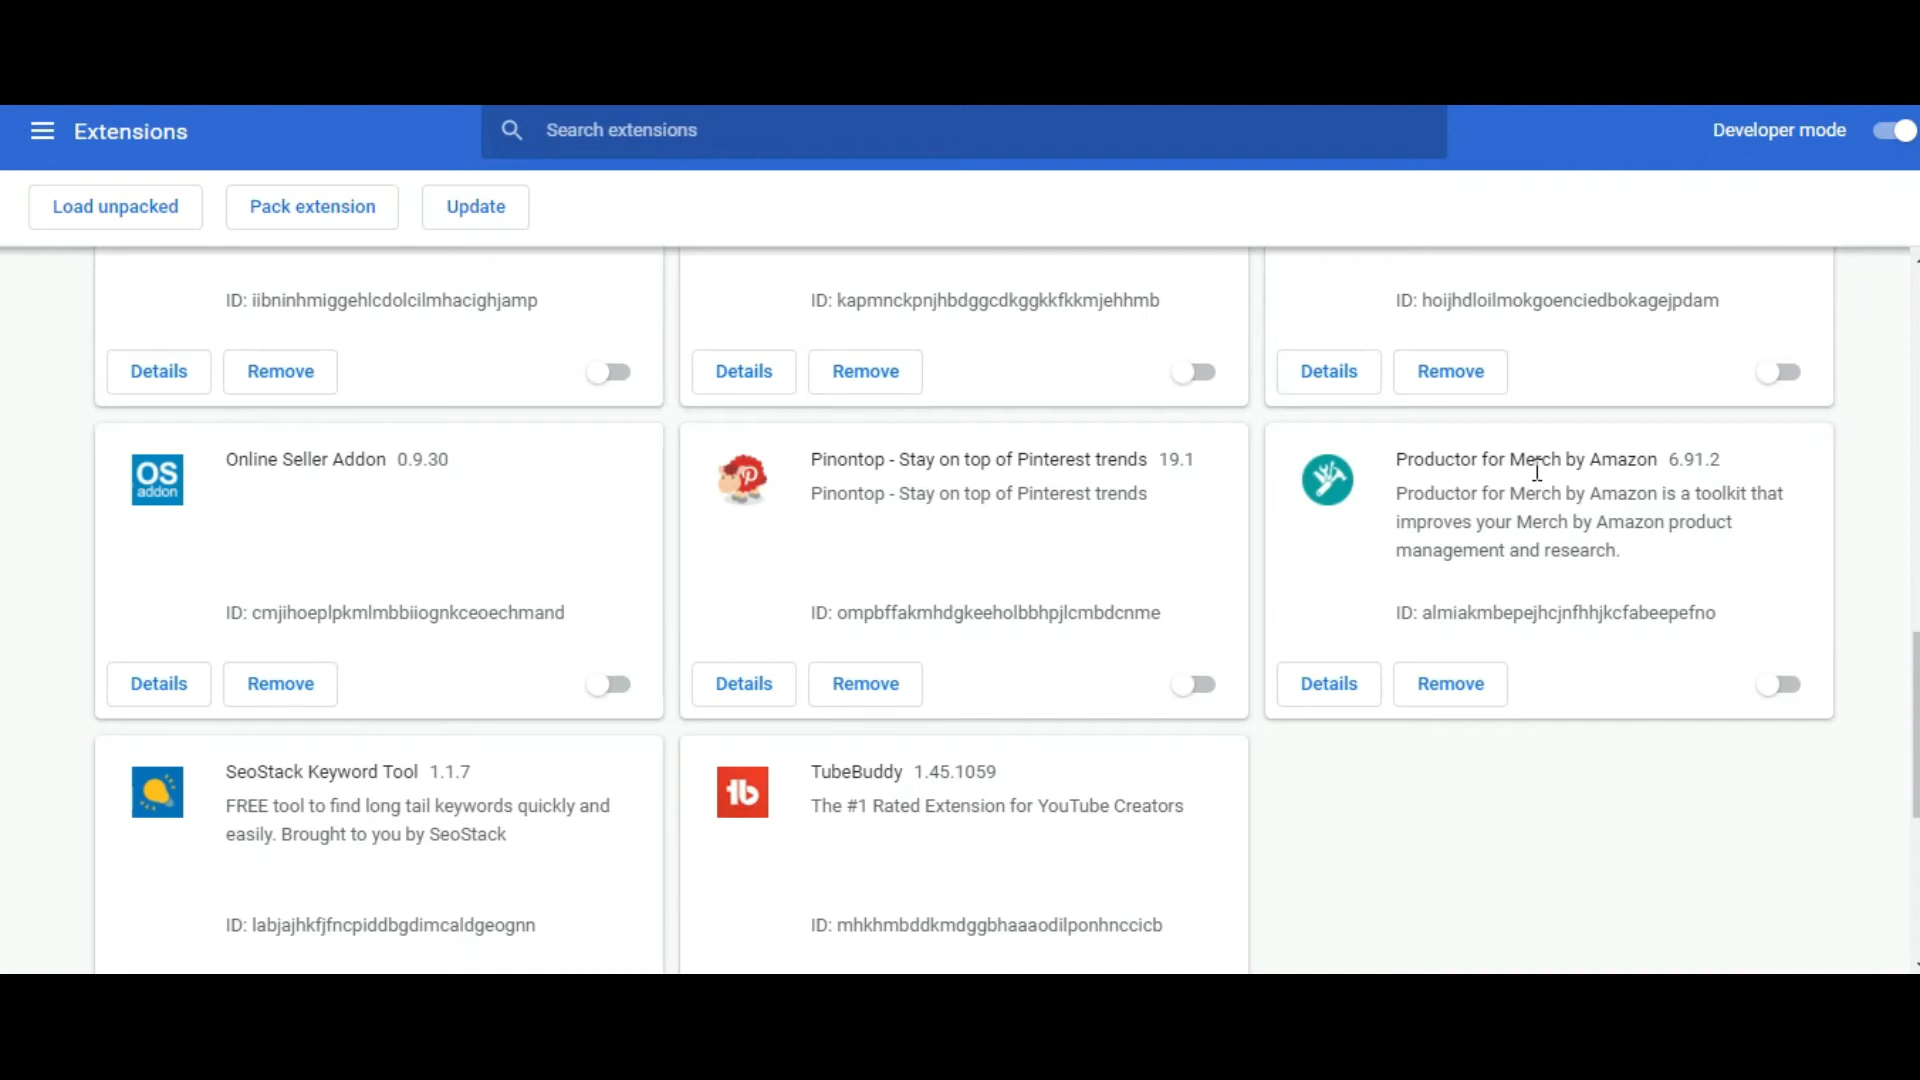 Extensions
Search extensions
Developer mode
Load unpacked
Pack extension
Update
ID: iibninhmiggehlcdolcilmhacighjamp
ID: kapmnckpnjhbdggcdkggkkfkkmjehhmb
ID: hoijhdloilmokgoenciedbokagejpdam
Details
Remove
Details
Remove
Details
Remove
OS
addon
Online Seller Addon 0.9.30
ID: cmjihoeplpkmlmbbiiognkceoechmand
Details
Remove
Pinontop - Stay on top of Pinterest trends 19.1
Pinontop - Stay on top of Pinterest trends
ID: ompbffakmhdgkeeholbbhpjlcmbdcnme
Details
Remove
Productor for Merch by Amazon 6.91.2
Productor for Merch by Amazon is a toolkit that
improves your Merch by Amazon product
management and research.
ID: almiakmbepejhcjnfhhjkcfabeepefno
Details
Remove
SeoStack Keyword Tool 1.1.7
FREE tool to find long tail keywords quickly and
easily. Brought to you by SeoStack
ID: labjajhkfjfncpiddbgdimcaldgeognn
tb
TubeBuddy 1.45.1059
The #1 Rated Extension for YouTube Creators
ID: mhkhmbddkmdggbhaaaodilponhnccicb